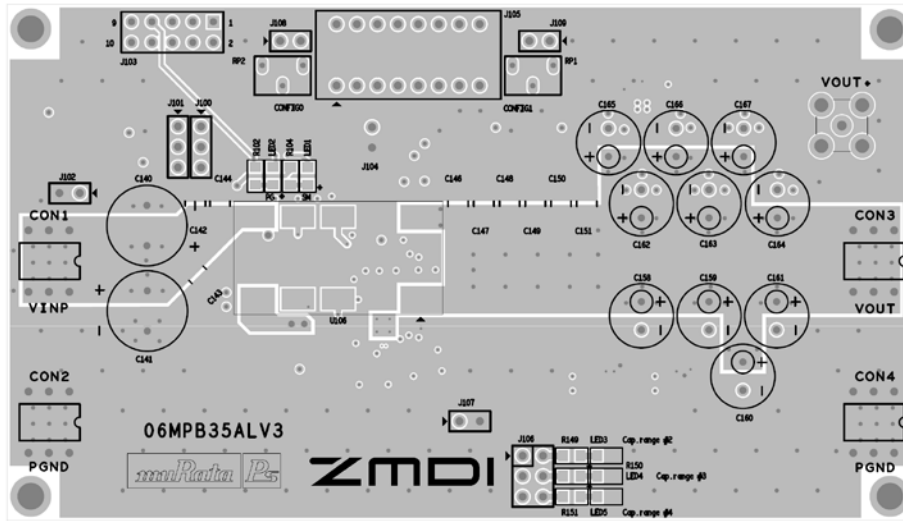 J108
J105
J109
9
1
10
2
J103
RP2
RP1
CONFIG0
CONFIG1
VOUT+
C165
C166
C167
J101
J100
R102
LED2
R104
LED1
J104
J102
C140
C144
C146
C148
C150
PG
SM
CON1
C142
C147
C149
C151
C162
C163
C164
CON3
VINP
C143
C158
C159
C161
VOUT
U106
C141
C160
CON2
CON4
J107
06MPB35ALV3
J106
R149
LED3
Cap.range #2
R150
LED4
Cap.range #3
PGND
muRata
Ps
ZMDI
R151
LED5
Cap.range #4
PGND